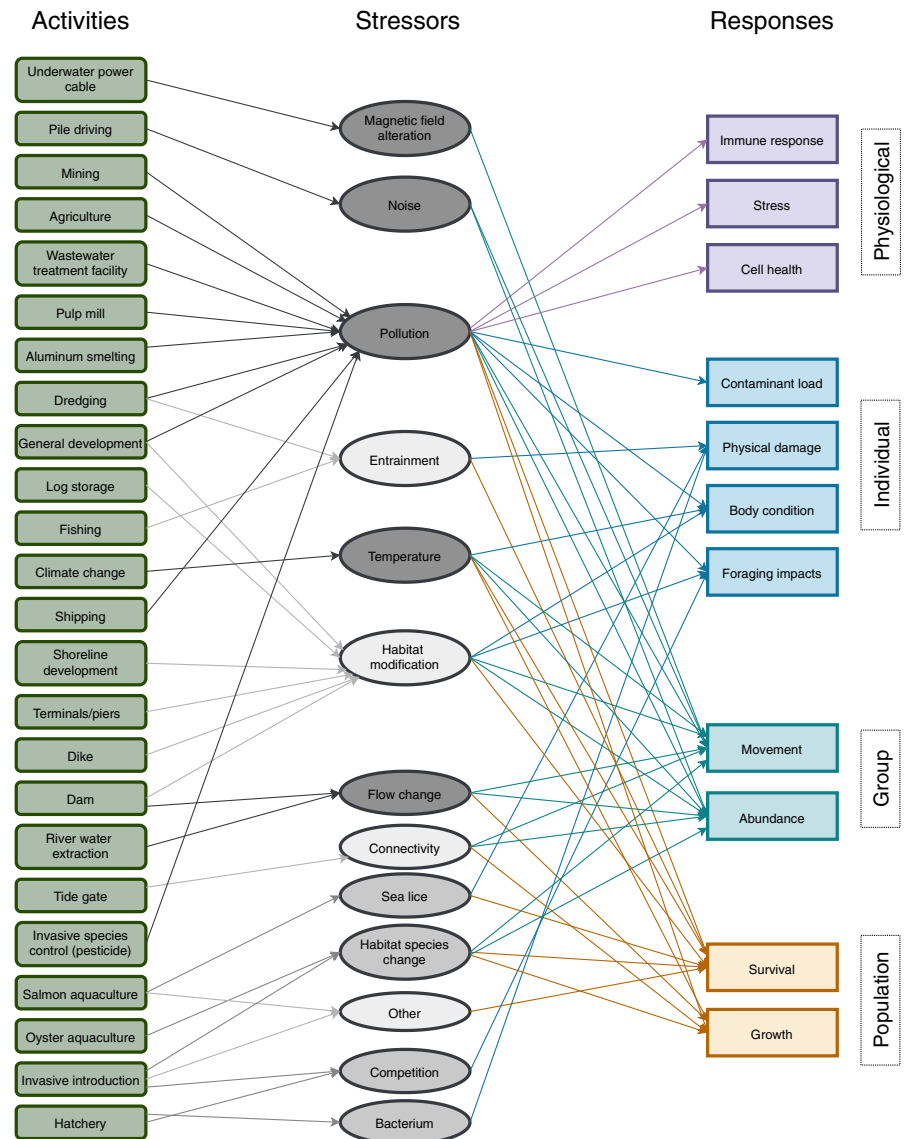 Activities
Stressors
Responses
Underwater power
cable
Pile driving
Mining
Agriculture
Wastewater
treatment facility
Pulp mill
Aluminum smelting
Dredging
General development
Log storage
Fishing
Climate change
Shipping
Shoreline
development
Terminals/piers
Dike
Dam
River water
extraction
Tide gate
Invasive species
control (pesticide)
Salmon aquaculture
Oyster aquaculture
Invasive introduction
Hatchery
Magnetic field
alteration
Noise
Pollution
Entrainment
Temperature
Habitat
modification
Flow change
Connectivity
Sea lice
Habitat species
change
Other
Competition
Bacterium
Immune response
Stress
Cell health
Contaminant load
Physical damage
Body condition
Foraging impacts
Movement
Abundance
Survival
Growth
Physiological
Individual
Group
Population